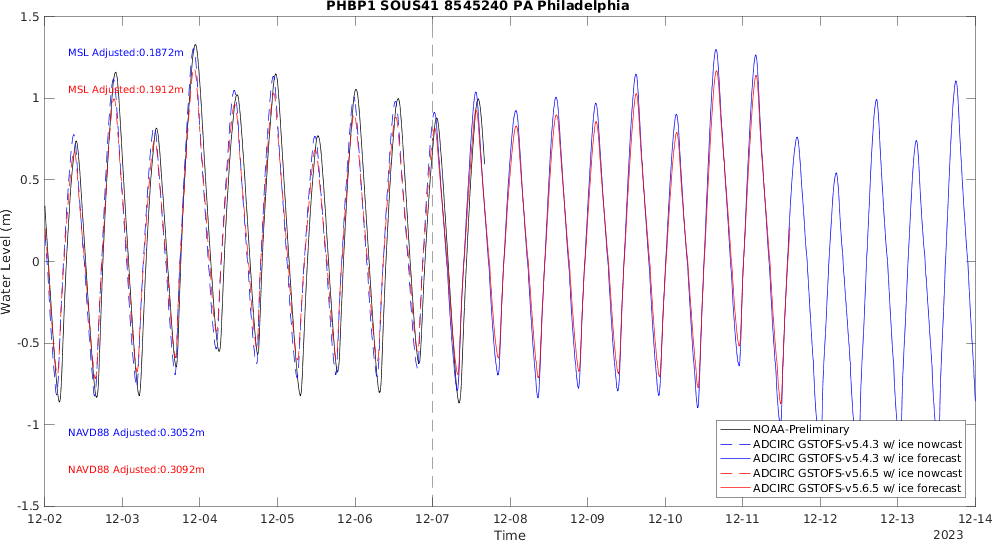 PHBP1 SOUS41 8545240 PA Philadelphia
1.5
MSL Adjusted:0.1872m
MSL Adjusted:0.1912m
1
0.5
0
-0.5
-1
-1.5
Water Level (m)
NAVD88 Adjusted:0.3052m
NAVD88 Adjusted:0.3092m
NOAA-Preliminary
ADCIRC GSTOFS-v5.4.3 w/ ice nowcast
ADCIRC GSTOFS-v5.4.3 w/ ice forecast
ADCIRC GSTOFS-v5.6.5 w/ ice nowcast
ADCIRC GSTOFS-v5.6.5 w/ ice forecast
12-02 12-03 12-04 12-05 12-06 12-07 12-08 12-09 12-10 12-11 12-12 12-13 12-14
Time
2023